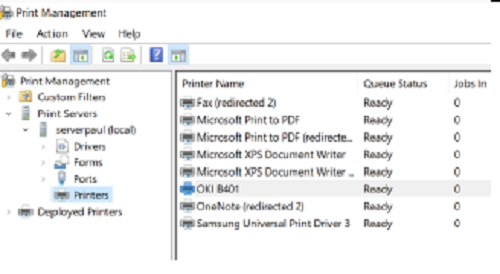 Print Management
File Action View Help
Print Management
Custom Filters
Print Servers
serverpaul (local)
Drivers
Forms
Ports
Printers
Deployed Printers
Printer Name Queue Status Jobs In
Fax (redirected 2) Ready 0
Microsoft Print to PDF Ready 0
Microsoft Print to PDF (redirecte... Ready 0
Microsoft XPS Document Writer Ready 0
Microsoft XPS Document Writer ... Ready 0
OKI B401 Ready 0
OneNote (redirected 2) Ready 0
Samsung Universal Print Driver 3 Ready 0